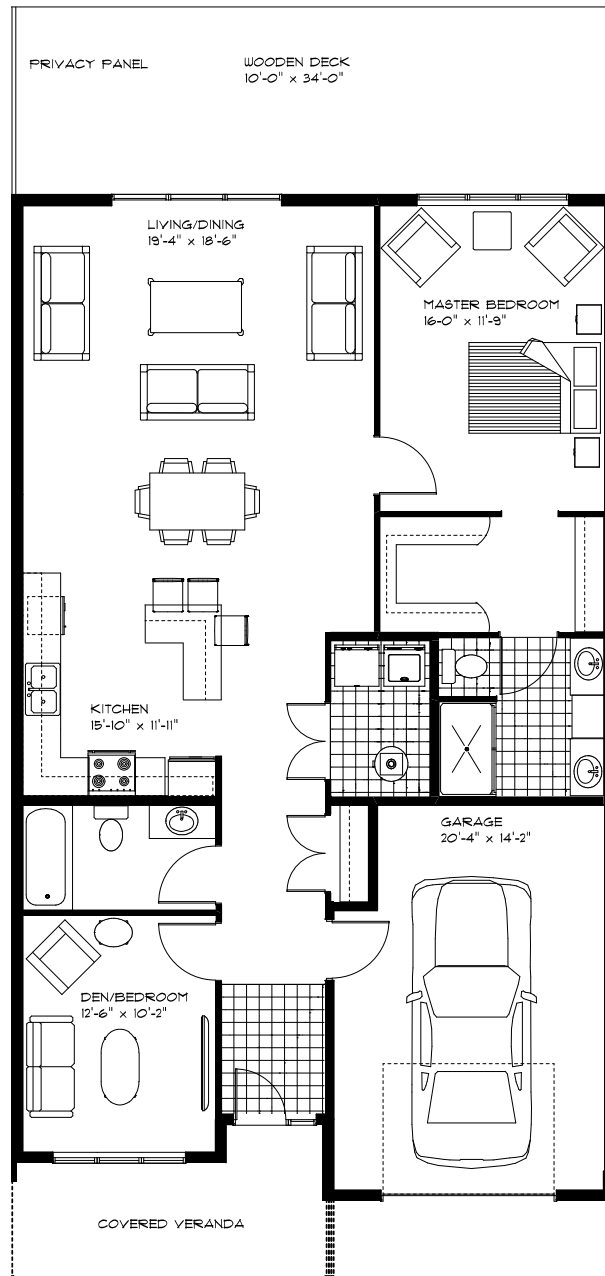 PRIVACY PANEL
WOODEN DECK
10'-0" x 34'-0"
LIVING/DINING
19'-4" x 18'-6"
MASTER BEDROOM
16-0" x 11'-9"
KITCHEN
15'-10" x 11'-11"
GARAGE
20'-4" x 14'-2"
DEN/BEDROOM
12'-6" x 10'-2"
COVERED VERANDA